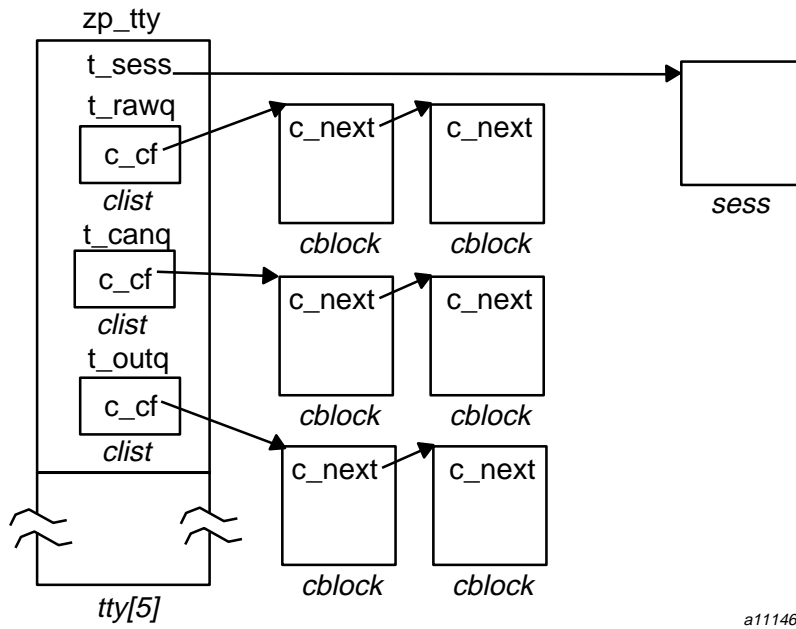 zp_tty
t_sess
t_rawq
c_cf
clist
c_next
c_next
cblock
cblock
sess
t_canq
c_cf
clist
c_next
c_next
cblock
cblock
t_outq
c_cf
clist
c_next
c_next
cblock
cblock
tty[5]
a11146